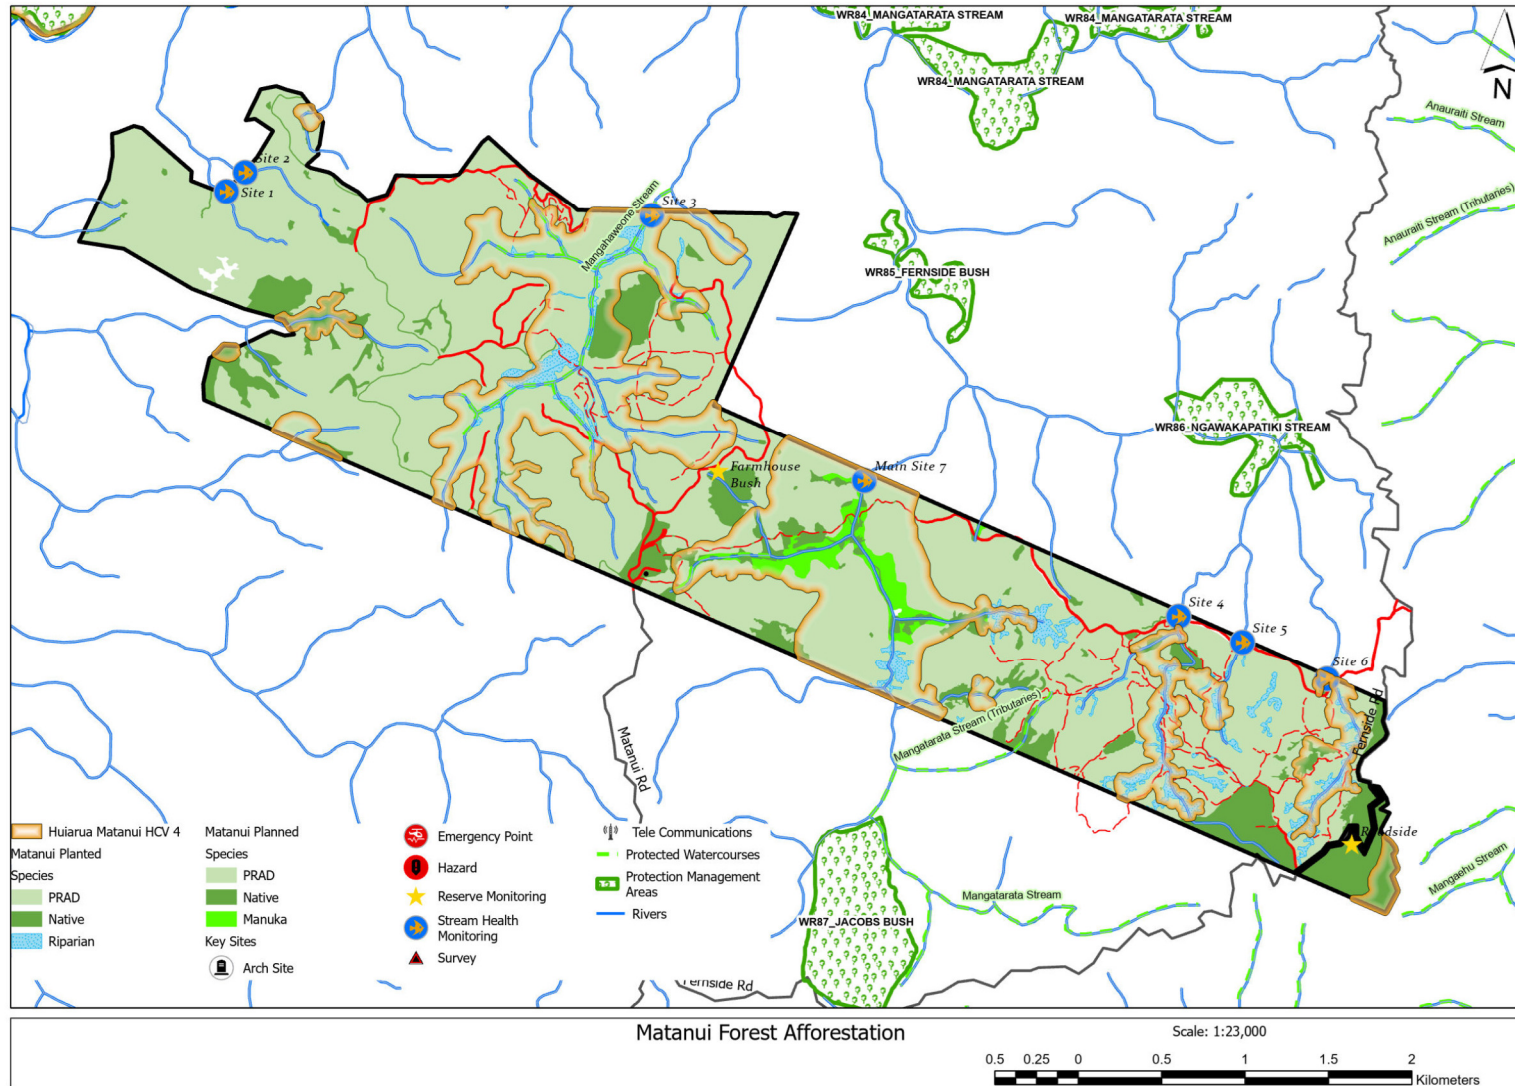 WR84_MANGATARATA STREAM
WR84_MANGATARATA STREAM
WR84_MANGATARATA STREAM
N
Anauraiti Stream
Site 2
Site 1
Mangahaweone Stream
Site 3
Anauraiti Stream (Tributaries)
WR85_FERNSIDE BUSH
WR86_NGAWAKAPATIKI STREAM
Farmhouse
Bush
Main Site 7
Site 4
Site 5
Site 6
Fernside Rd
Matanui Rd
Mangatarata Stream (Tributaries)
Roadside
Mangaehu Stream
Mangatarata Stream
WR87_JACOBS BUSH
Fernside Rd
Huiarua Matanui HCV 4
Matanui Planted
Species
PRAD
Native
Riparian
Matanui Planned
Species
PRAD
Native
Manuka
Key Sites
Arch Site
Emergency Point
Hazard
Reserve Monitoring
Stream Health
Monitoring
Survey
Tele Communications
Protected Watercourses
Protection Management
Areas
Rivers
Matanui Forest Afforestation
Scale: 1:23,000
0.5 0.25 0 0.5 1 1.5 2
Kilometers